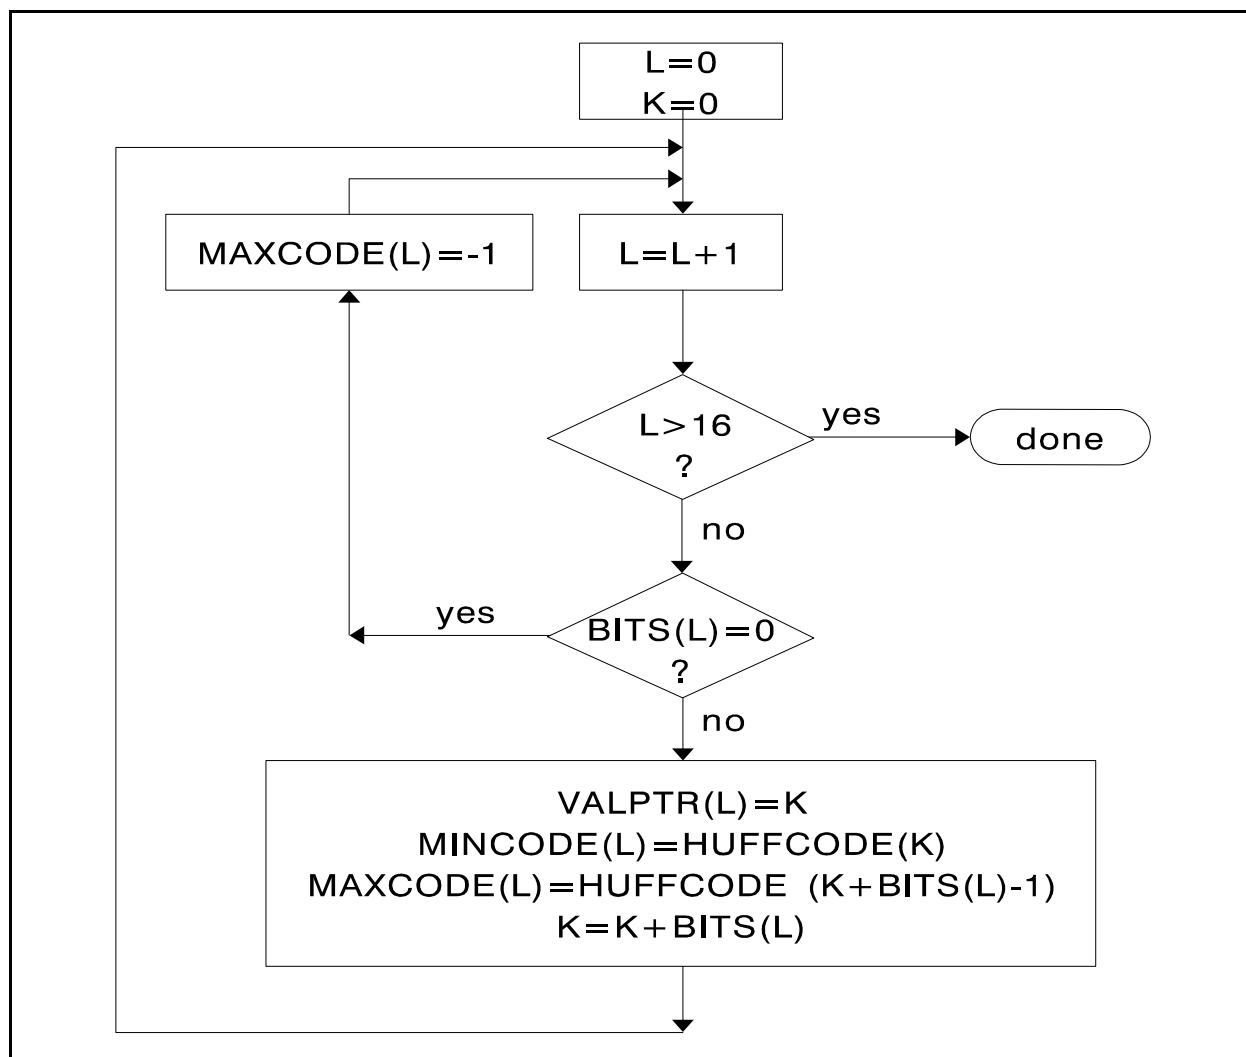 L=0
K=0
MAXCODE(L)=-1
L=L+1
L>16
?
yes
done
no
BITS(L)=0
?
yes
no
VALPTR(L)=K
MINCODE(L)=HUFFCODE(K)
MAXCODE(L)=HUFFCODE (K+BITS(L)-1)
K=K+BITS(L)